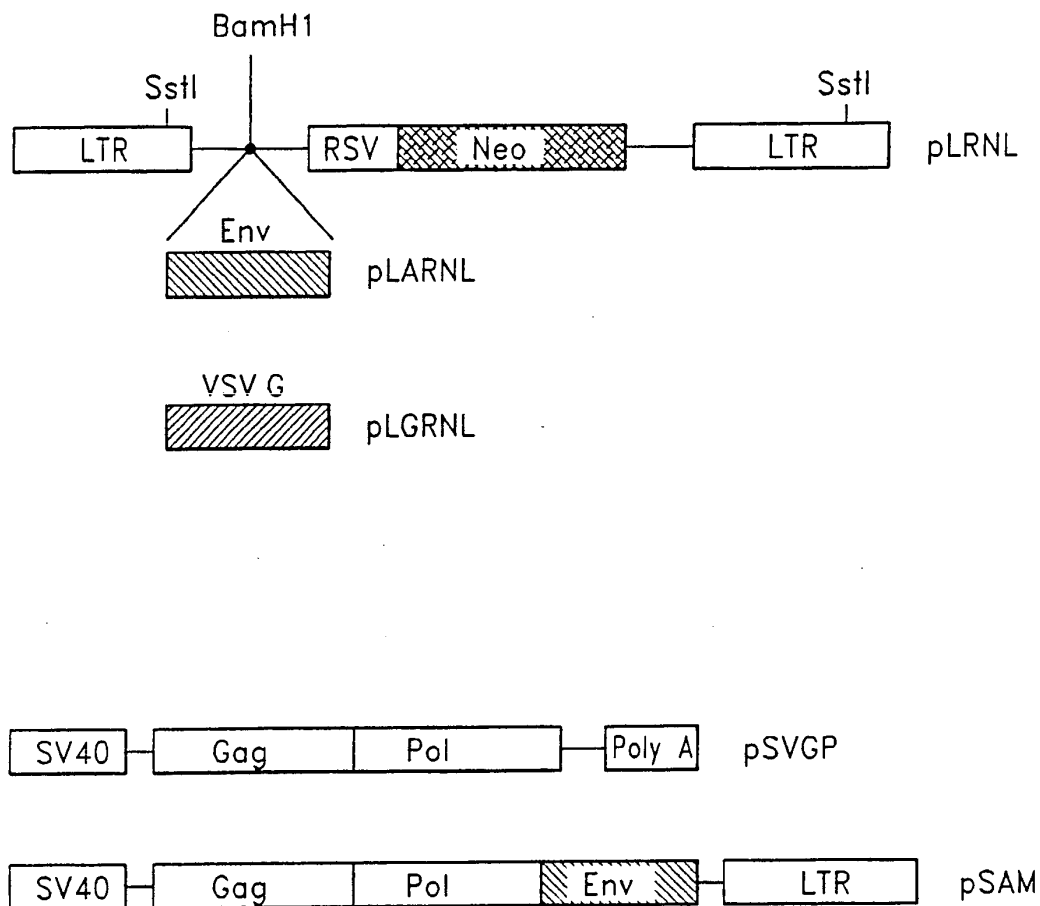 BamH1
SstI SstI
LTR RSV Neo LTR pLRNL
Env
pLARNL
VSV G
pLGRNL
SV40 Gag Pol Poly A pSVGP
SV40 Gag Pol Env LTR pSAM